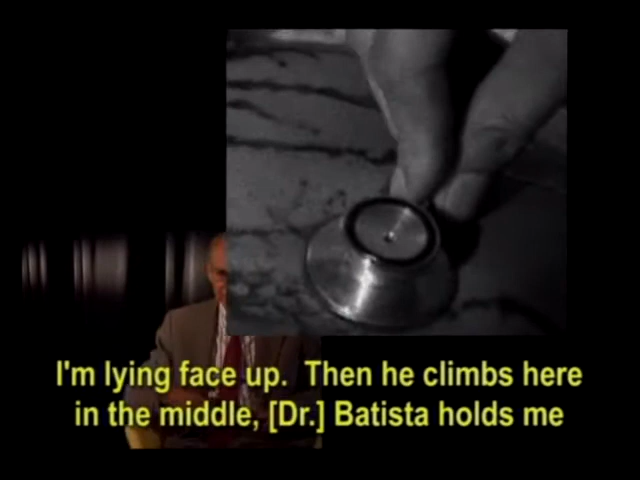 I'm lying face up.  Then he climbs here
in the middle, [Dr.] Batista holds me